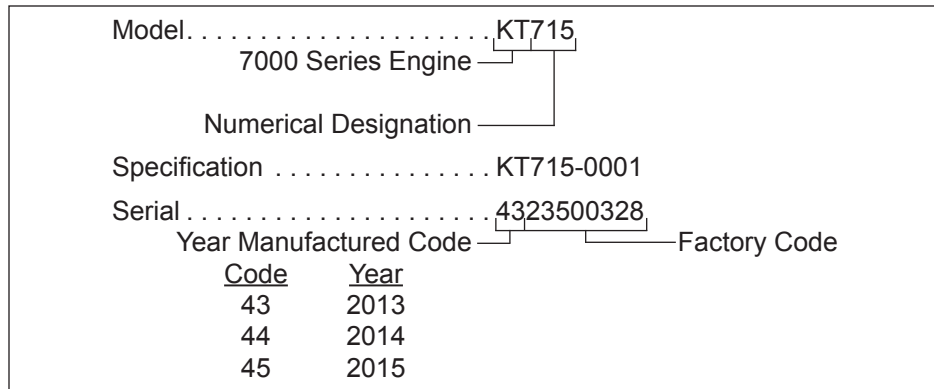 Model. . . . . . . . . . . . . . . . . . . . . . KT715
7000 Series Engine
Numerical Designation
Specification . . . . . . . . . . . . . . . . KT715-0001
Serial . . . . . . . . . . . . . . . . . . . . . . 4323500328
Year Manufactured Code Factory Code
Code Year
43 2013
44 2014
45 2015